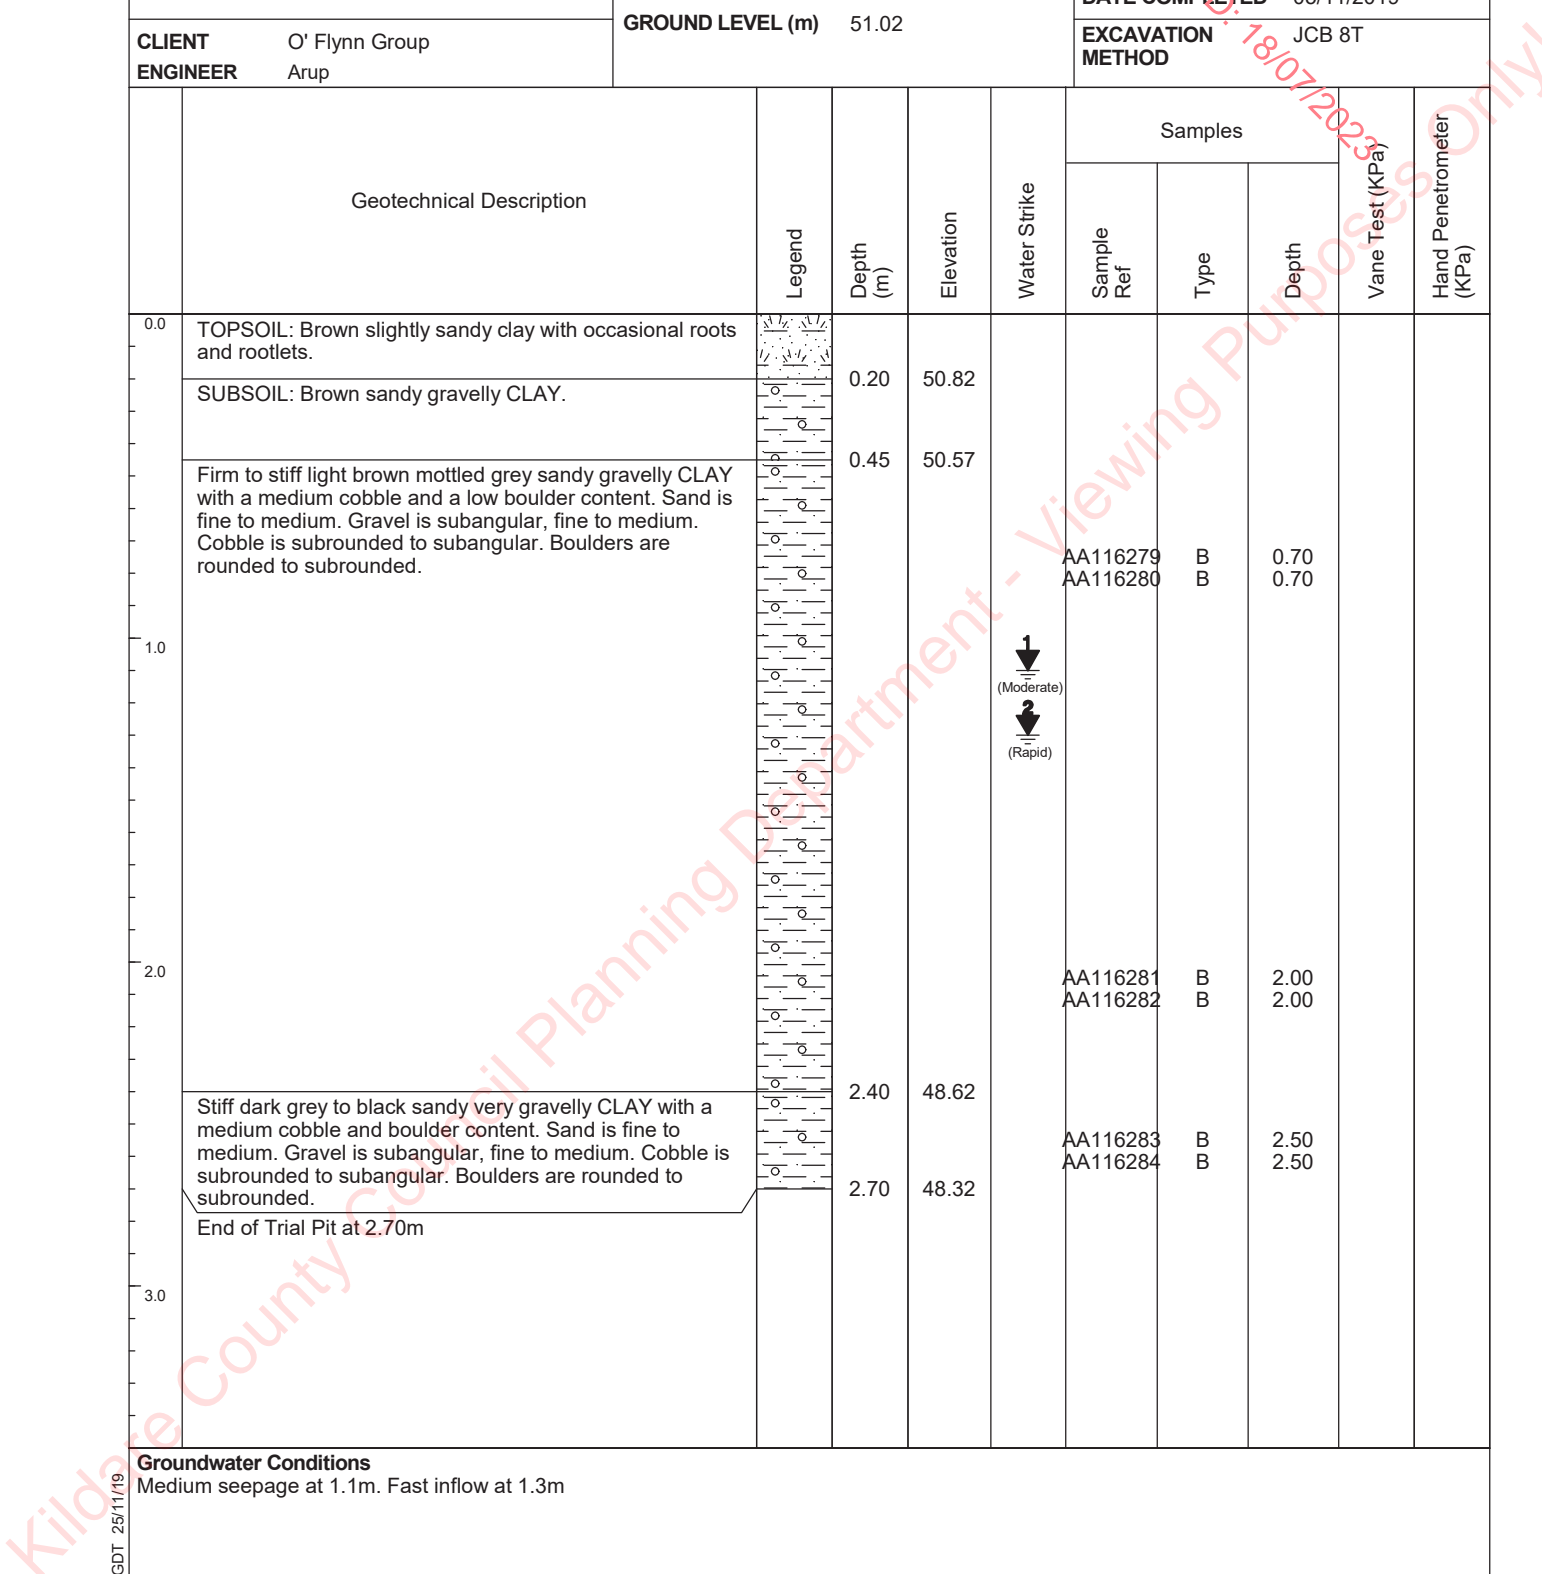 DATE COMPLETED
GROUND LEVEL (m) 51.02
CLIENT O' Flynn Group
ENGINEER Arup
EXCAVATION METHOD JCB 8T
D: 18/07/2023
Geotechnical Description
Legend
Depth (m)
Elevation
Water Strike
Samples
Sample Ref
Type
Depth
Vane Test (KPa)
Hand Penetrometer (KPa)
0.0
TOPSOIL: Brown slightly sandy clay with occasional roots
and rootlets.
0.20 50.82
SUBSOIL: Brown sandy gravelly CLAY.
0.45 50.57
Firm to stiff light brown mottled grey sandy gravelly CLAY
with a medium cobble and a low boulder content. Sand is
fine to medium. Gravel is subangular, fine to medium.
Cobble is subrounded to subangular. Boulders are
rounded to subrounded.
AA116279 B 0.70
AA116280 B 0.70
1.0
1
(Moderate)
2
(Rapid)
2.0
AA116281 B 2.00
AA116282 B 2.00
2.40 48.62
Stiff dark grey to black sandy very gravelly CLAY with a
medium cobble and boulder content. Sand is fine to
medium. Gravel is subangular, fine to medium. Cobble is
subrounded to subangular. Boulders are rounded to
subrounded.
AA116283 B 2.50
AA116284 B 2.50
2.70 48.32
End of Trial Pit at 2.70m
3.0
Groundwater Conditions
Medium seepage at 1.1m. Fast inflow at 1.3m
GDT 25/11/19
Kildare County Council Planning Department - Viewing Purposes Only!